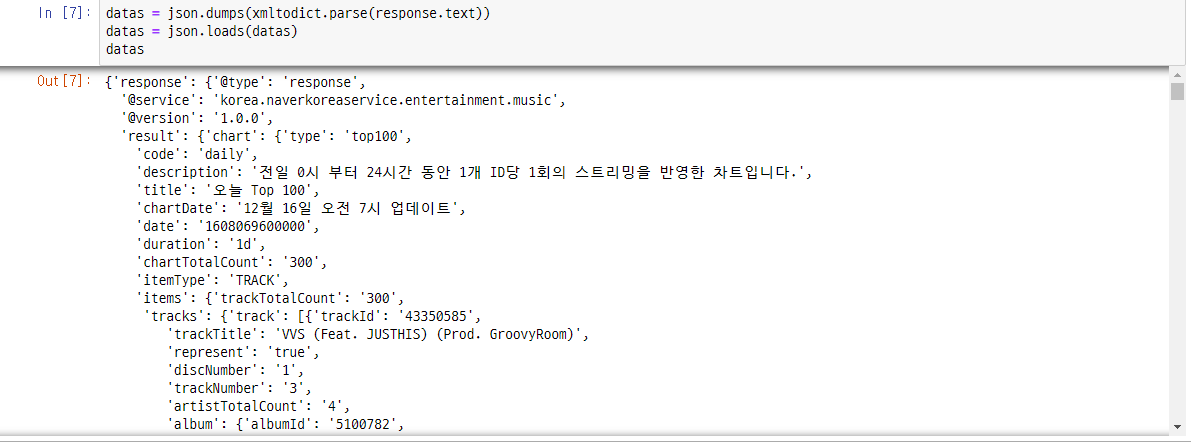 In [7]: datas = json.dumps(xmltodict.parse(response.text))
datas = json.loads(datas)
datas
Out[7]: {'response': {'@type': 'response',
'@service': 'korea.naverkoreaservice.entertainment.music',
'@version': '1.0.0',
'result': {'chart': {'type': 'top100',
'code': 'daily',
'description': '전일 0시 부터 24시간 동안 1개 ID당 1회의 스트리밍을 반영한 차트입니다.',
'title': '오늘 Top 100',
'chartDate': '12월 16일 오전 7시 업데이트',
'date': '1608069600000',
'duration': '1d',
'chartTotalCount': '300',
'itemType': 'TRACK',
'items': {'trackTotalCount': '300',
'tracks': {'track': [{'trackId': '43350585',
'trackTitle': 'VVS (Feat. JUSTHIS) (Prod. GroovyRoom)',
'represent': 'true',
'discNumber': '1',
'trackNumber': '3',
'artistTotalCount': '4',
'album': {'albumId': '5100782',